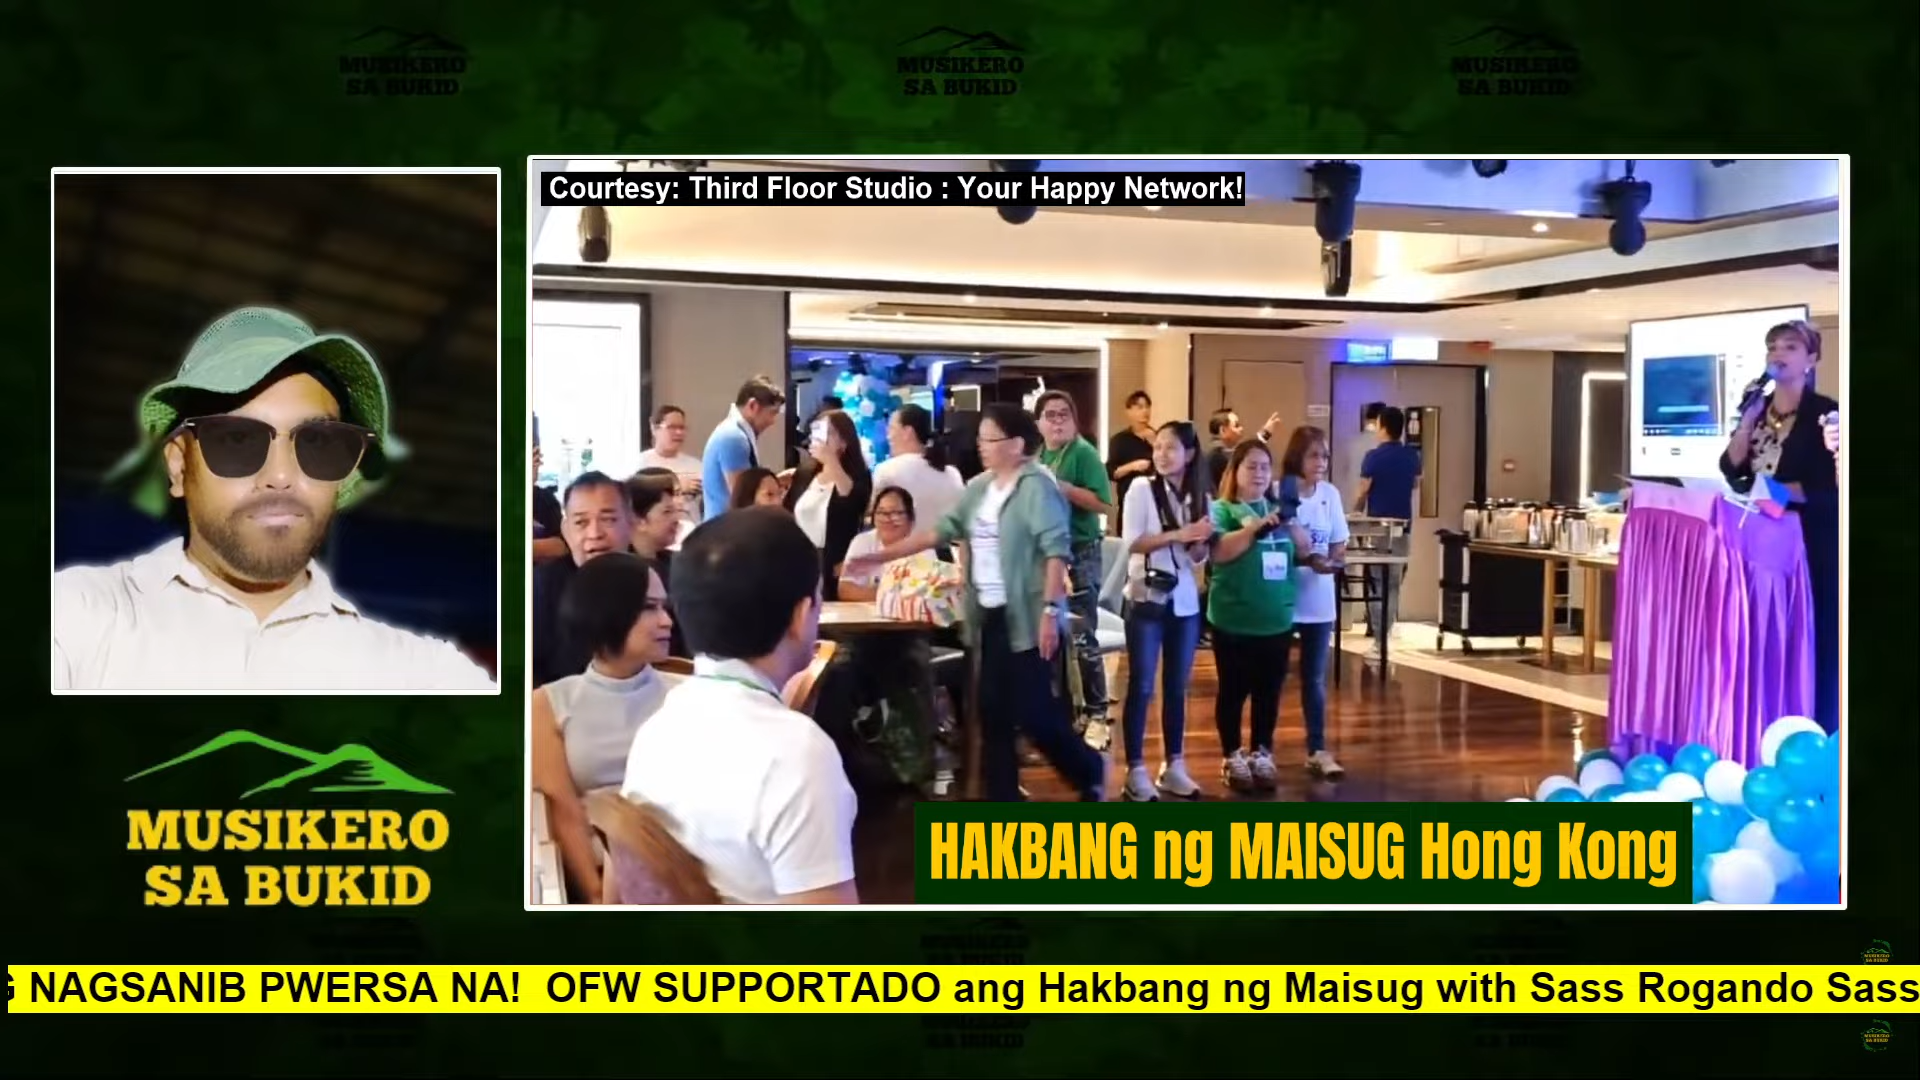 MUSIKERO
SA BUKID
MUSIKERO
SA BUKID
MUSIKERO
SA BUKID
Courtesy: Third Floor Studio : Your Happy Network!
MUSIKERO
SA BUKID
HAKBANG ng MAISUG Hong Kong
NAGSANIB PWERSA NA! OFW SUPPORTADO ang Hakbang ng Maisug with Sass Rogando Sass